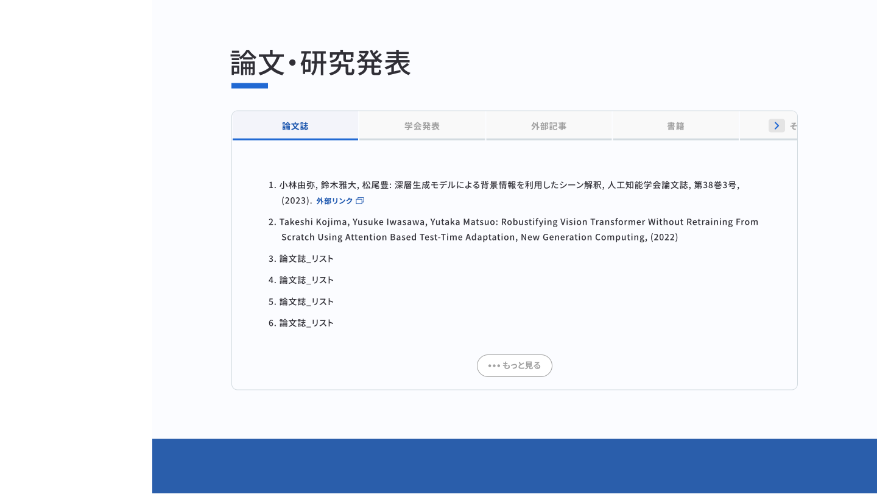 論文・研究発表
論文誌
学会発表
外部記事
書籍
そ
1. 小林由弥, 鈴木雅大, 松尾豊: 深層生成モデルによる背景情報を利用したシーン解釈, 人工知能学会論文誌, 第38巻3号,
(2023). 外部リンク
2. Takeshi Kojima, Yusuke Iwasawa, Yutaka Matsuo: Robustifying Vision Transformer Without Retraining From
Scratch Using Attention Based Test-Time Adaptation, New Generation Computing, (2022)
3. 論文誌_リスト
4. 論文誌_リスト
5. 論文誌_リスト
6. 論文誌_リスト
••• もっと見る